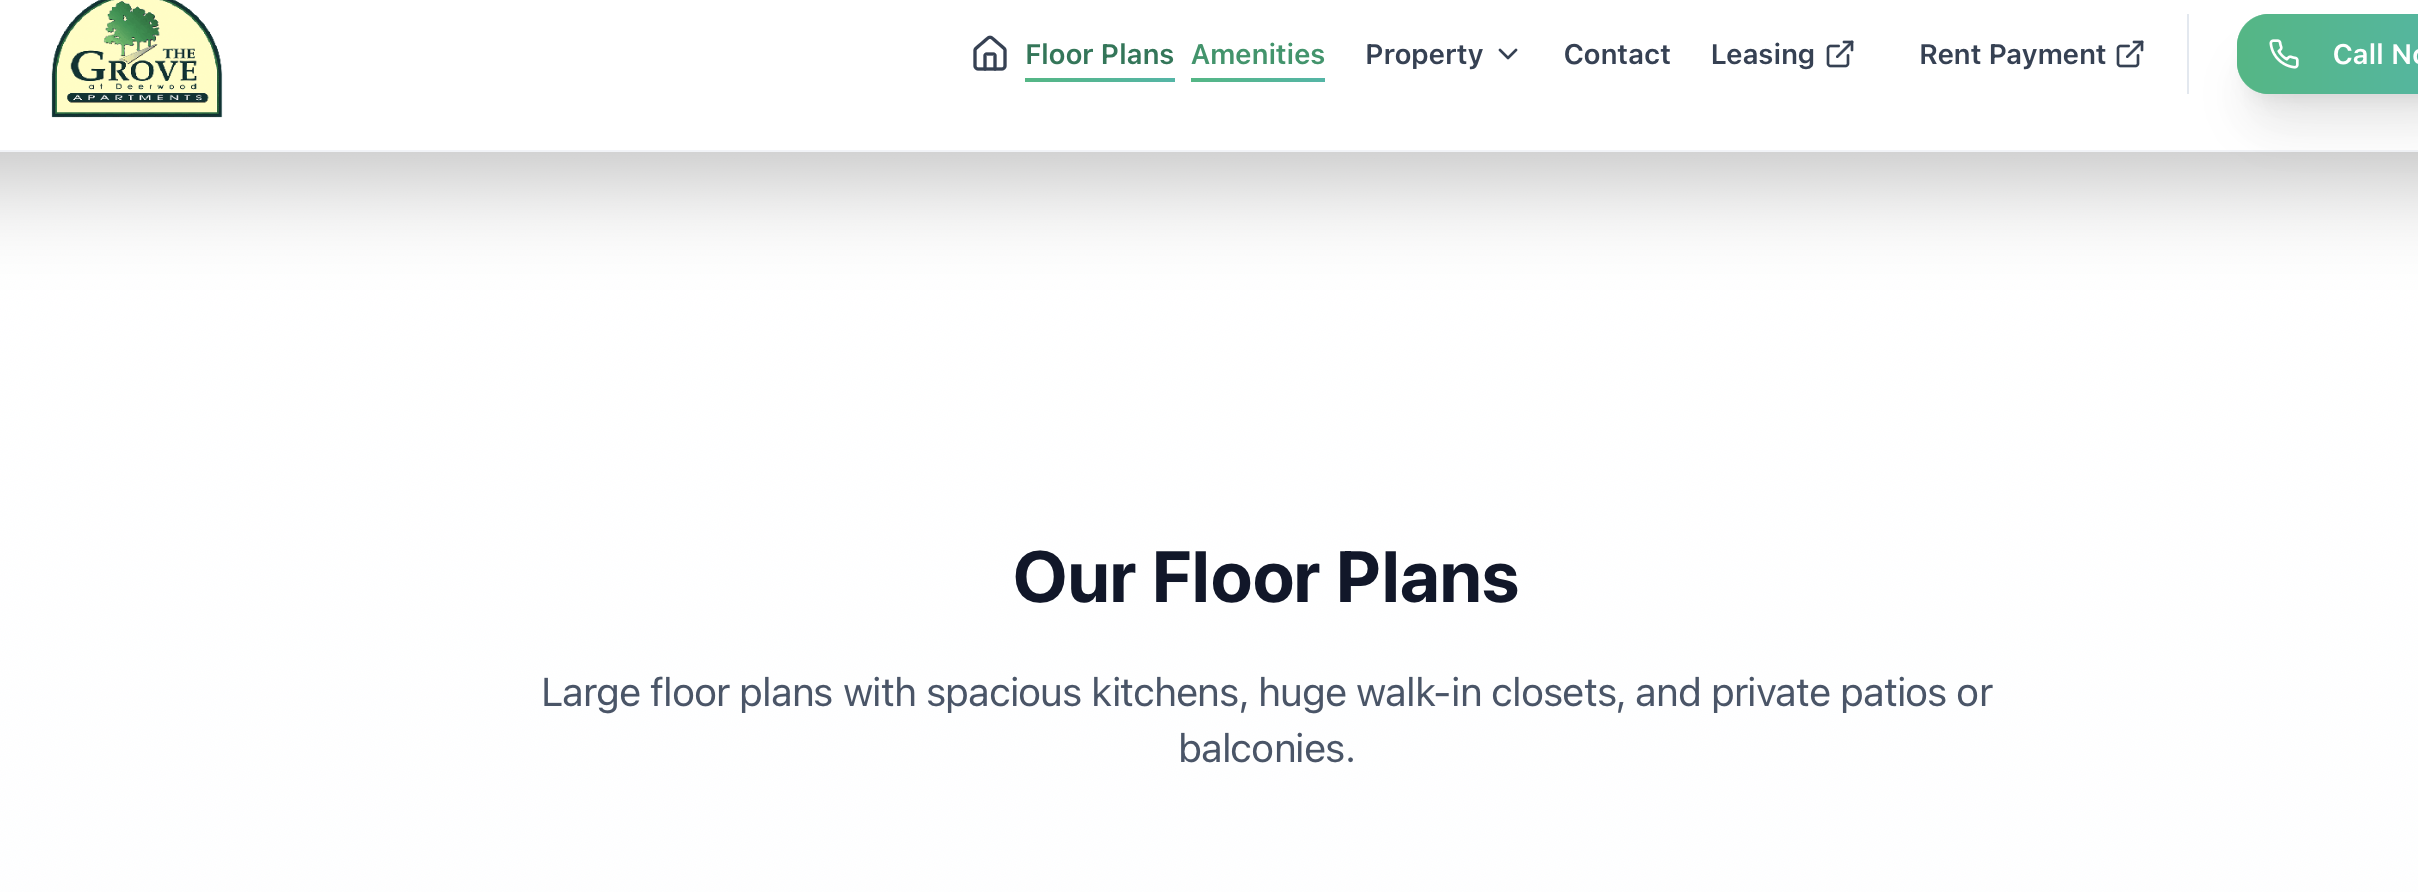 THE
GROVE
at Deerwood
APARTMENTS
Floor Plans Amenities Property Contact Leasing Rent Payment
Our Floor Plans
Large floor plans with spacious kitchens, huge walk-in closets, and private patios or
balconies.
Call